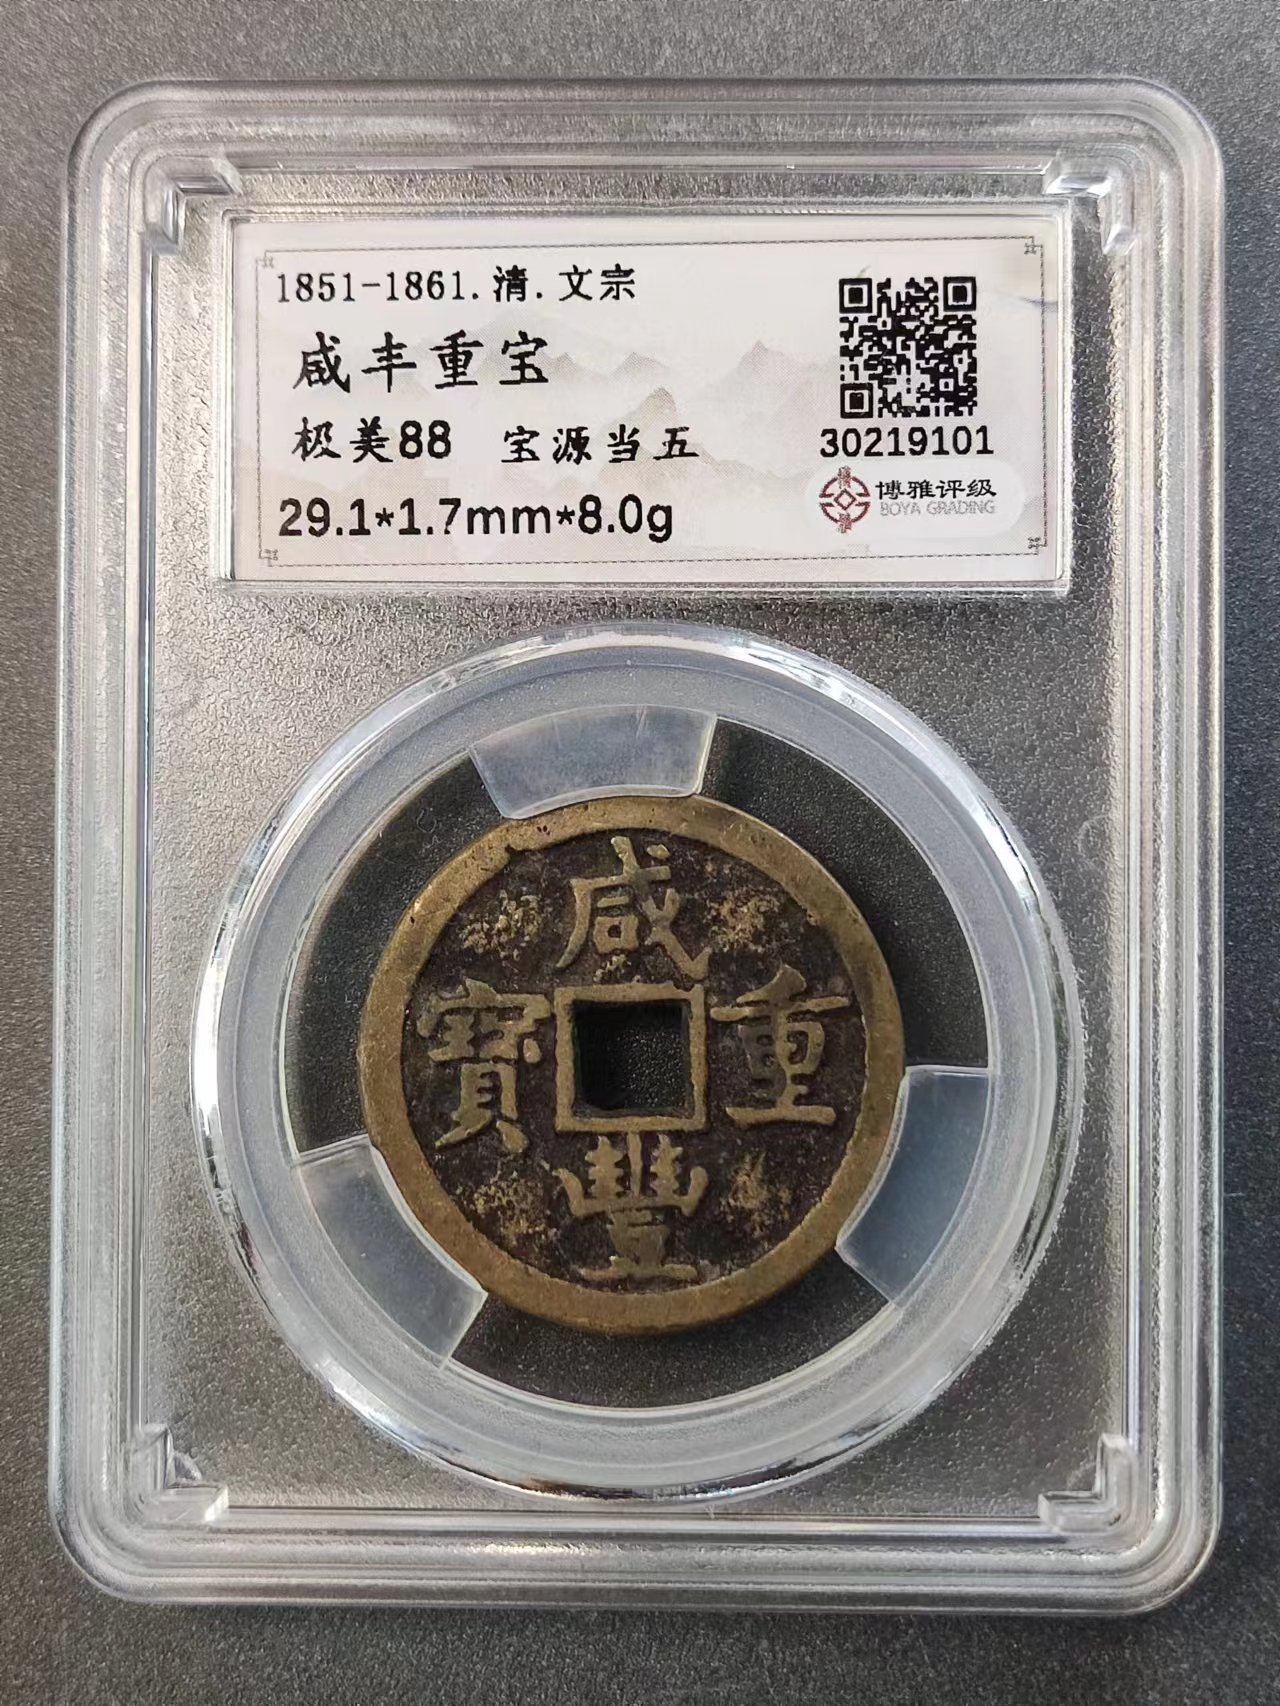 1851-1861.清.文宗
咸丰重宝
极美88 宝源当五
29.1*1.7mm*8.0g
30219101
博雅评级
BOYA GRADING
咸
寶 重
豐